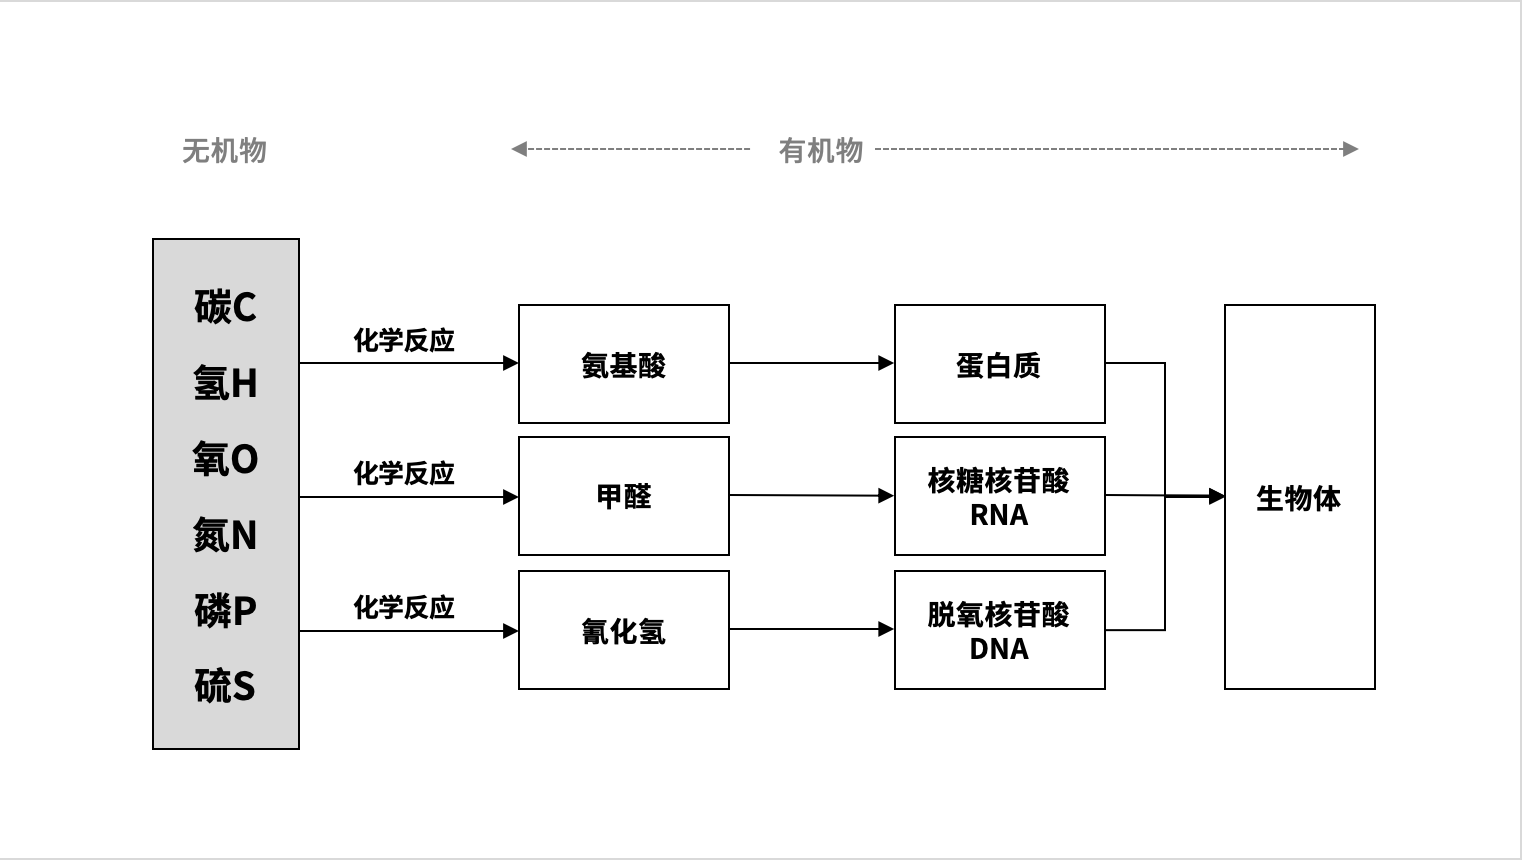 无机物
有机物
碳C
氢H
氧O
氮N
磷P
硫S
化学反应
氨基酸
蛋白质
化学反应
甲醛
核糖核苷酸
RNA
生物体
化学反应
氰化氢
脱氧核苷酸
DNA